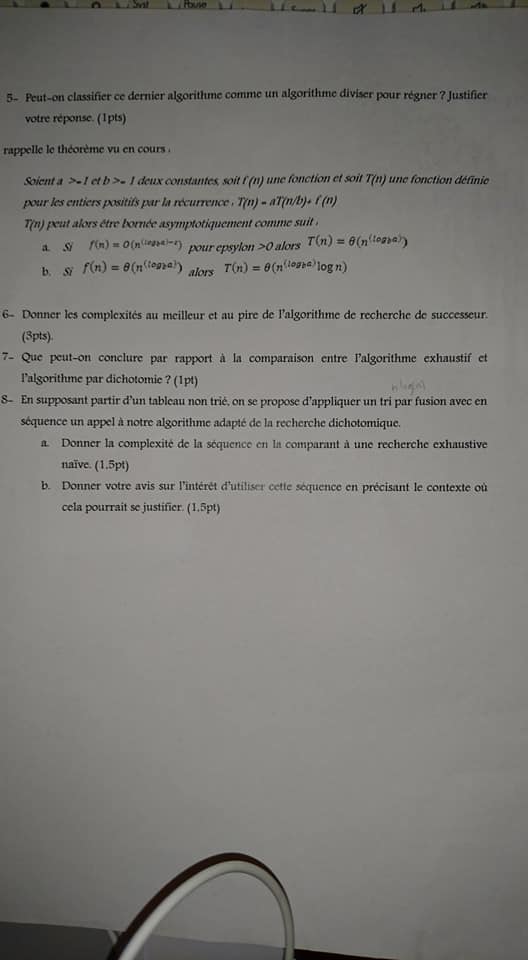 Syst
Pause
5- Peut-on classifier ce dernier algorithme comme un algorithme diviser pour régner ? Justifier
votre réponse. (1pts)
rappelle le théorème vu en cours :
Soient a >=1 et b >= 1 deux constantes, soit f (n) une fonction et soit T(n) une fonction définie
pour les entiers positifs par la récurrence : T(n) = aT(n/b)+ f (n)
T(n) peut alors être bornée asymptotiquement comme suit :
a. Si f(n) = O(n^(log_b a)−ε) pour epsylon >0 alors T(n) = θ(n^(log_b a))
b. Si f(n) = θ(n^(log_b a)) alors T(n) = θ(n^(log_b a) log n)
6- Donner les complexités au meilleur et au pire de l'algorithme de recherche de successeur.
(3pts).
7- Que peut-on conclure par rapport à la comparaison entre l'algorithme exhaustif et
l'algorithme par dichotomie ? (1pt)
n log(n)
8- En supposant partir d'un tableau non trié, on se propose d'appliquer un tri par fusion avec en
séquence un appel à notre algorithme adapté de la recherche dichotomique.
a. Donner la complexité de la séquence en la comparant à une recherche exhaustive
naïve. (1,5pt)
b. Donner votre avis sur l'intérêt d'utiliser cette séquence en précisant le contexte où
cela pourrait se justifier. (1,5pt)